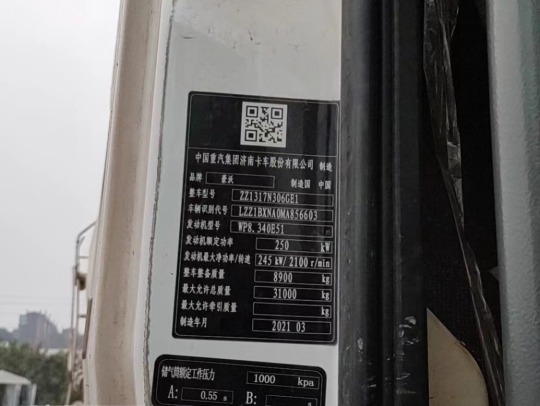 中国重汽集团济南卡车股份有限公司 制造
品牌 豪沃 制造国 中国
整车型号 ZZ1317N306GE1
车辆识别代号 LZZ1BXNA0MA856603
发动机型号 WP8.340E51
发动机额定功率 250 kW
发动机最大净功率/转速 245 kW/ 2100 r/min
整车整备质量 8900 kg
最大允许总质量 31000 kg
最大允许牵引质量 kg
制造年月 2021 03
储气筒额定工作压力 1000 kpa
A: 0.55 s B: s